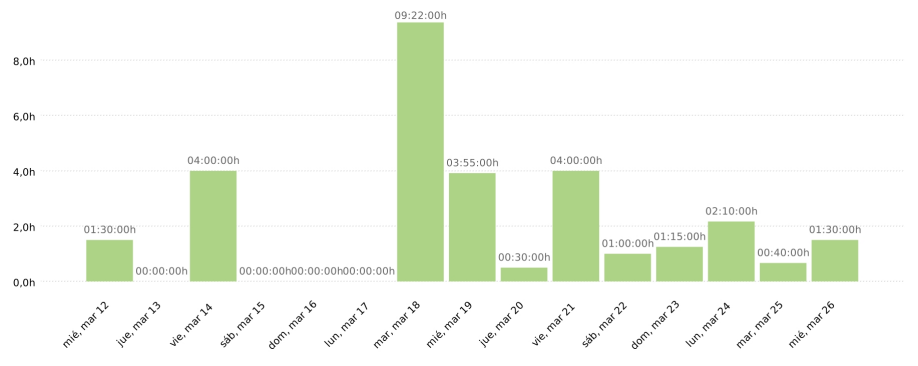 09:22:00h
8,0h
6,0h
4,0h
04:00:00h
03:55:00h
04:00:00h
2,0h
01:30:00h
00:30:00h
01:00:00h
01:15:00h
02:10:00h
00:40:00h
01:30:00h
0,0h
00:00:00h
00:00:00h
00:00:00h
00:00:00h
mié, mar 12
jue, mar 13
vie, mar 14
sáb, mar 15
dom, mar 16
lun, mar 17
mar, mar 18
mié, mar 19
jue, mar 20
vie, mar 21
sáb, mar 22
dom, mar 23
lun, mar 24
mar, mar 25
mié, mar 26